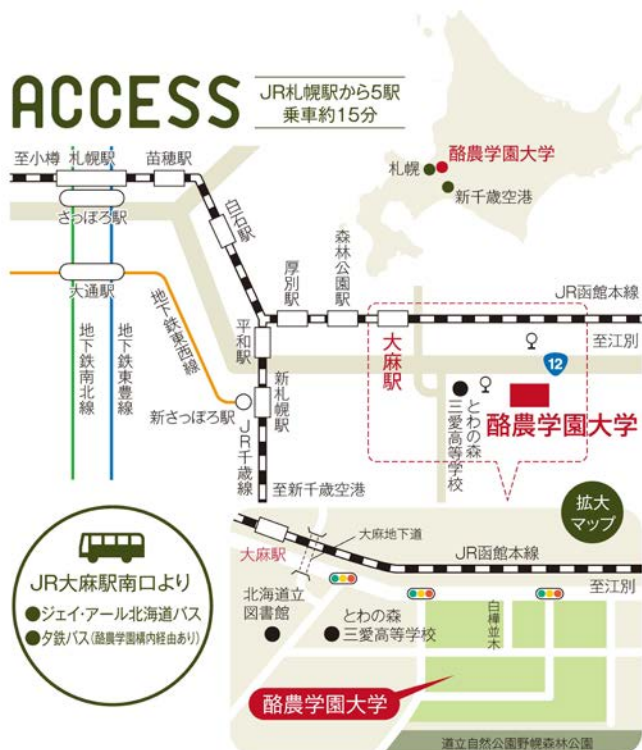 ACCESS
JR札幌駅から5駅
乗車約15分
酪農学園大学
札幌
新千歳空港
至小樽
札幌駅
苗穂駅
さっぽろ駅
白石駅
大通駅
地下鉄東西線
地下鉄南北線
地下鉄東豊線
厚別駅
森林公園駅
大麻駅
JR函館本線
至江別
平和駅
新札幌駅
新さっぽろ駅
JR千歳線
至新千歳空港
12
とわの森
三愛高等学校
酪農学園大学
拡大
マップ
JR大麻駅南口より
●ジェイ・アール北海道バス
●夕鉄バス(酪農学園構内経由あり)
大麻駅
大麻地下道
JR函館本線
至江別
北海道立
図書館
とわの森
三愛高等学校
白樺並木
酪農学園大学
道立自然公園野幌森林公園